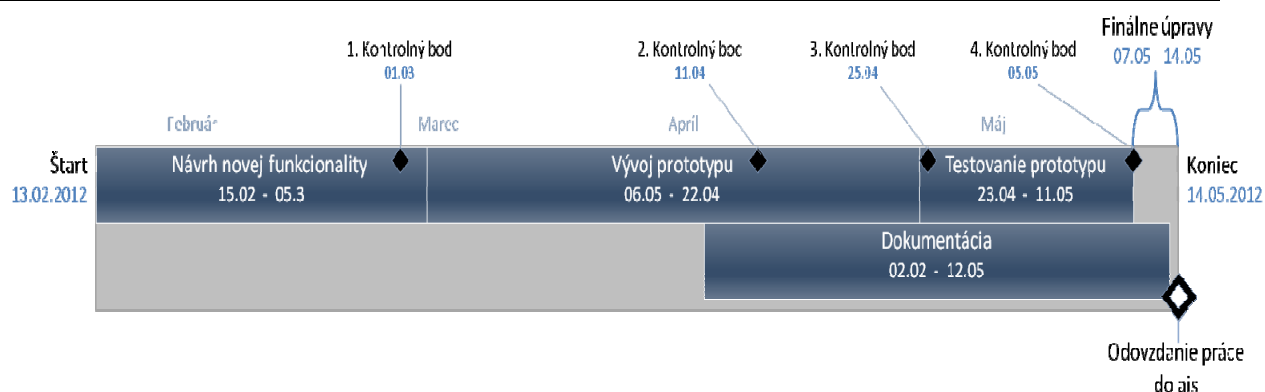 Finálne úpravy
07.05 14.05
1. Kontrolný bod
01.03
2. Kontrolný boc
11.04
3. Kontrolný bod
25.04
4. Kontrolný bod
05.05
Február
Marec
Apríl
Máj
Štart
13.02.2012
Návrh novej funkcionality
15.02 - 05.3
Vývoj prototypu
06.05 - 22.04
Testovanie prototypu
23.04 - 11.05
Koniec
14.05.2012
Dokumentácia
02.02 - 12.05
Odovzdanie práce
do ais